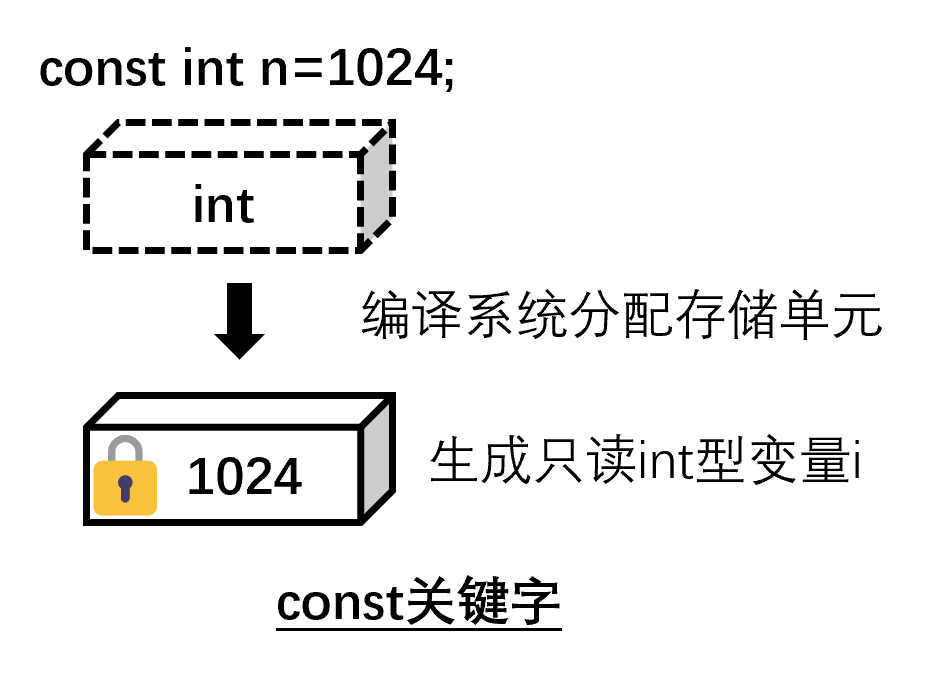 const int n=1024;
int
编译系统分配存储单元
1024
生成只读int型变量i
const关键字